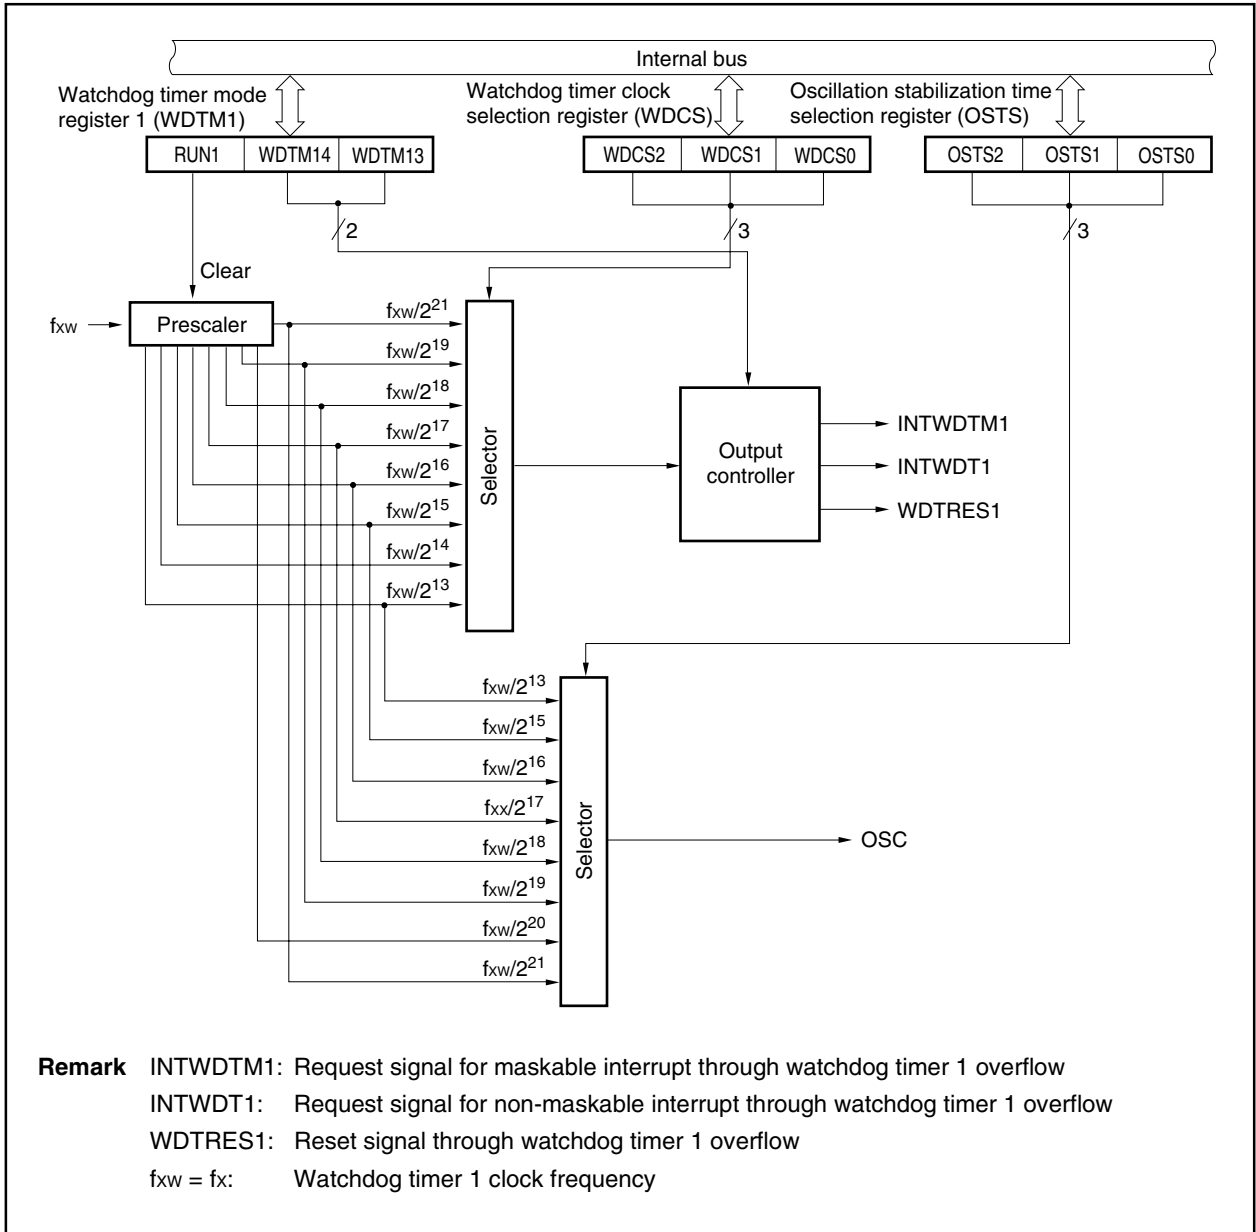 Internal bus
Watchdog timer mode
register 1 (WDTM1)
Watchdog timer clock
selection register (WDCS)
Oscillation stabilization time
selection register (OSTS)
RUN1 WDTM14 WDTM13
WDCS2 WDCS1 WDCS0
OSTS2 OSTS1 OSTS0
2
3
3
Clear
fxw
Prescaler
fxw/2^21
fxw/2^19
fxw/2^18
fxw/2^17
fxw/2^16
fxw/2^15
fxw/2^14
fxw/2^13
Selector
Output
controller
INTWDTM1
INTWDT1
WDTRES1
fxw/2^13
fxw/2^15
fxw/2^16
fxx/2^17
fxw/2^18
fxw/2^19
fxw/2^20
fxw/2^21
Selector
OSC
Remark INTWDTM1: Request signal for maskable interrupt through watchdog timer 1 overflow
INTWDT1: Request signal for non-maskable interrupt through watchdog timer 1 overflow
WDTRES1: Reset signal through watchdog timer 1 overflow
fxw = fx: Watchdog timer 1 clock frequency